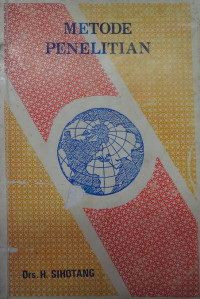 METODE
PENELITIAN
Drs. H. SIHOTANG